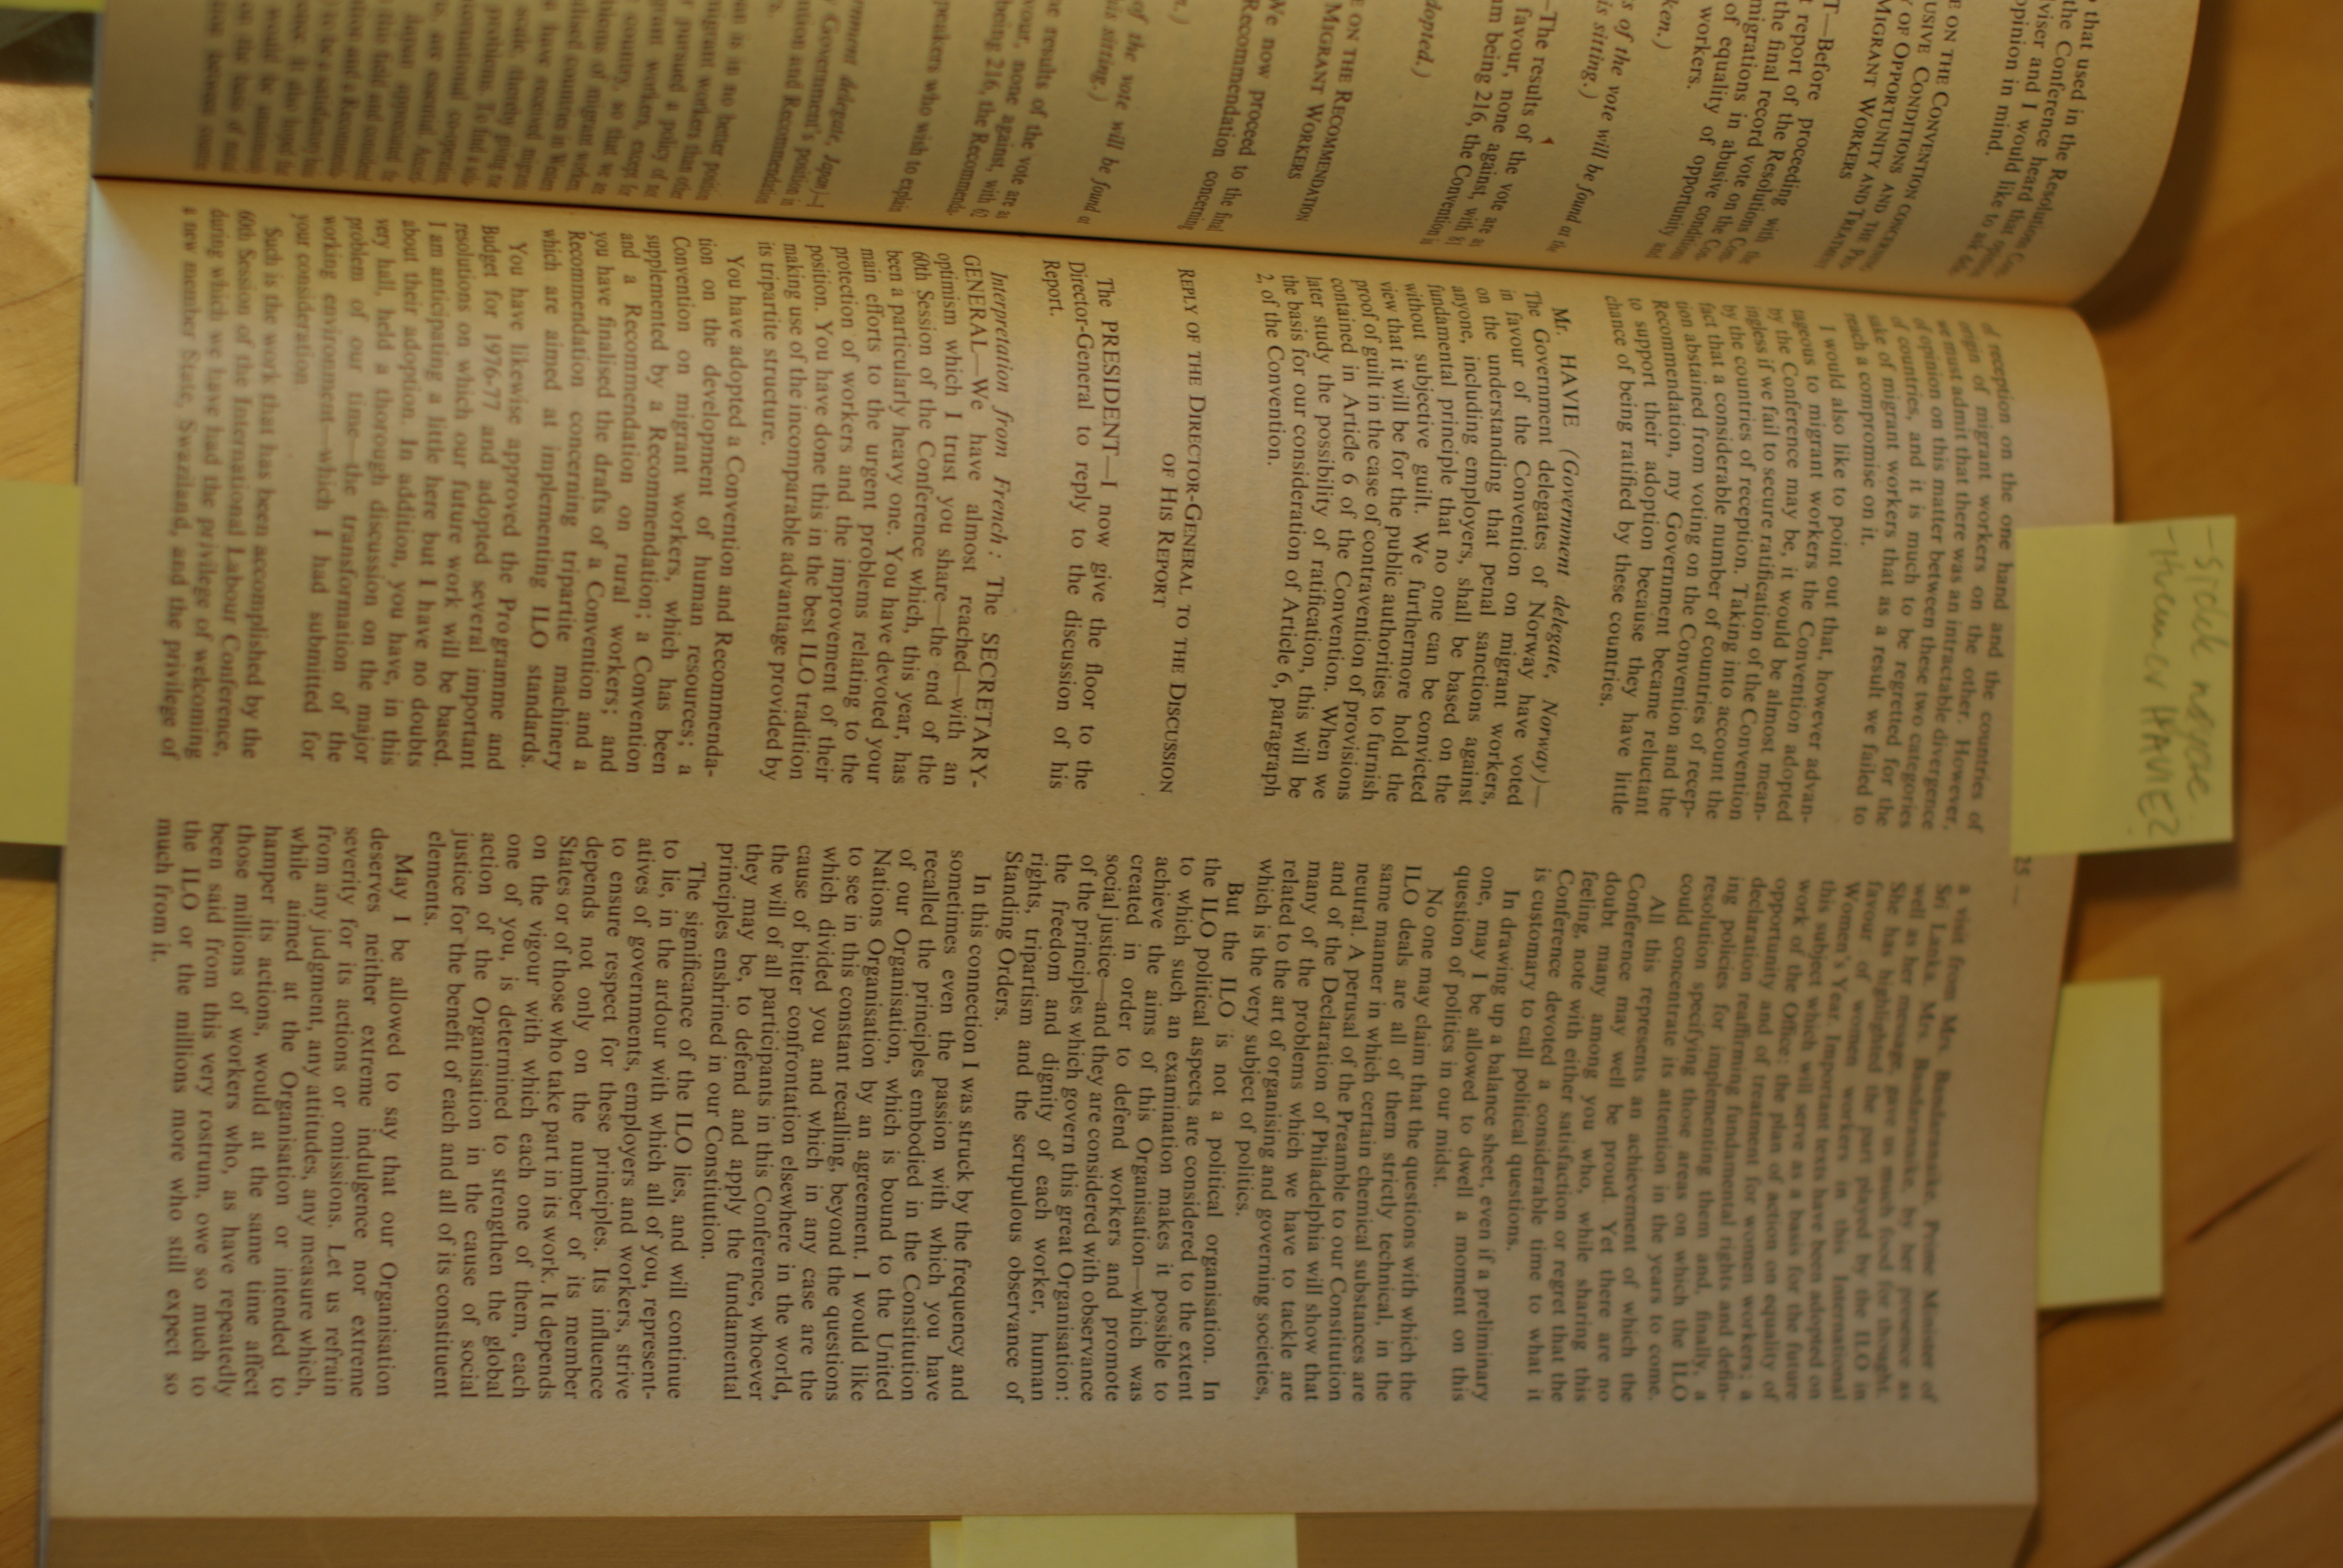 that used in the Resolutions
the Conference heard that opinion
viser and I would like to ask
opinion in mind.
E ON THE CONVENTION CONCERNING
USIVE CONDITIONS AND THE
Y OF OPPORTUNITY AND TREATMENT
MIGRANT WORKERS
T—Before proceeding with the
report of the Resolutions Com-
the final record vote on the Con-
migrations in abusive conditions
of equality of opportunity and
workers.
ken.)
s of the vote will be found at the
is sitting.)
—The results of the vote are as
favour, none against, with 81
um being 216, the Convention is
dopted.)
E ON THE RECOMMENDATION
MIGRANT WORKERS
We now proceed to the final
Recommendation concerning
n.)
of the vote will be found at
his sitting.)
he results of the vote are as
vour, none against, with 62
being 216, the Recommenda-
peakers who wish to explain
ernment delegate, Japan)—I
Government's position is
ention and Recommendation
is in no better position
migrant workers than other
pursued a policy of not
workers, except for
country, so that we
of migrant workers
countries in Western
have received migrant
scale, thereby giving rise
problems. To find a
international co-operation
are essential.
Japan
-sjekk nøyae
-Hvem er HAVIE?
25 —
of reception on the one hand and the countries of
origin of migrant workers on the other. However,
we must admit that there was an intractable divergence
of opinion on this matter between these two categories
of countries, and it is much to be regretted for the
sake of migrant workers that as a result we failed to
reach a compromise on it.
I would also like to point out that, however advan-
tageous to migrant workers the Convention adopted
by the Conference may be, it would be almost mean-
ingless if we fail to secure ratification of the Convention
by the countries of reception. Taking into account the
fact that a considerable number of countries of recep-
tion abstained from voting on the Convention and the
Recommendation, my Government became reluctant
to support their adoption because they have little
chance of being ratified by these countries.
Mr. HAVIE (Government delegate, Norway)—
The Government delegates of Norway have voted
in favour of the Convention on migrant workers,
on the understanding that penal sanctions against
anyone, including employers, shall be based on the
fundamental principle that no one can be convicted
without subjective guilt. We furthermore hold the
view that it will be for the public authorities to furnish
proof of guilt in the case of contravention of provisions
contained in Article 6 of the Convention. When we
later study the possibility of ratification, this will be
the basis for our consideration of Article 6, paragraph
2, of the Convention.
REPLY OF THE DIRECTOR-GENERAL TO THE DISCUSSION
OF HIS REPORT
The PRESIDENT—I now give the floor to the
Director-General to reply to the discussion of his
Report.
Interpretation from French: The SECRETARY-
GENERAL—We have almost reached—with an
optimism which I trust you share—the end of the
60th Session of the Conference which, this year, has
been a particularly heavy one. You have devoted your
main efforts to the urgent problems relating to the
protection of workers and the improvement of their
position. You have done this in the best ILO tradition
making use of the incomparable advantage provided by
its tripartite structure.
You have adopted a Convention and Recommenda-
tion on the development of human resources; a
Convention on migrant workers, which has been
supplemented by a Recommendation; a Convention
and a Recommendation on rural workers; and
you have finalised the drafts of a Convention and a
Recommendation concerning tripartite machinery
which are aimed at implementing ILO standards.
You have likewise approved the Programme and
Budget for 1976-77 and adopted several important
resolutions on which our future work will be based.
I am anticipating a little here but I have no doubts
about their adoption. In addition, you have, in this
very hall, held a thorough discussion on the major
problem of our time—the transformation of the
working environment—which I had submitted for
your consideration.
Such is the work that has been accomplished by the
60th Session of the International Labour Conference,
during which we have had the privilege of welcoming
a new member State, Swaziland, and the privilege of
a visit from Mrs. Bandaranaike, Prime Minister of
Sri Lanka. Mrs. Bandaranaike, by her presence as
well as her message, gave us much food for thought.
She has highlighted the part played by the ILO in
favour of women workers in this International
Women's Year. Important texts have been adopted on
this subject which will serve as a basis for the future
work of the Office: the plan of action on equality of
opportunity and of treatment for women workers; a
declaration reaffirming fundamental rights and defin-
ing policies for implementing them and, finally, a
resolution specifying those areas on which the ILO
could concentrate its attention in the years to come.
All this represents an achievement of which the
Conference may well be proud. Yet there are no
doubt many among you who, while sharing this
feeling, note with either satisfaction or regret that the
Conference devoted a considerable time to what it
is customary to call political questions.
In drawing up a balance sheet, even if a preliminary
one, may I be allowed to dwell a moment on this
question of politics in our midst.
No one may claim that the questions with which the
ILO deals are all of them strictly technical, in the
same manner in which certain chemical substances are
neutral. A perusal of the Preamble to our Constitution
and of the Declaration of Philadelphia will show that
many of the problems which we have to tackle are
related to the art of organising and governing societies,
which is the very subject of politics.
But the ILO is not a political organisation. In
the ILO political aspects are considered to the extent
to which such an examination makes it possible to
achieve the aims of this Organisation—which was
created in order to defend workers and promote
social justice—and they are considered with observance
of the principles which govern this great Organisation:
the freedom and dignity of each worker, human
rights, tripartism and the scrupulous observance of
Standing Orders.
In this connection I was struck by the frequency and
sometimes even the passion with which you have
recalled the principles embodied in the Constitution
of our Organisation, which is bound to the United
Nations Organisation by an agreement. I would like
to see in this constant recalling, beyond the questions
which divided you and which in any case are the
cause of bitter confrontation elsewhere in the world,
the will of all participants in this Conference, whoever
they may be, to defend and apply the fundamental
principles enshrined in our Constitution.
The significance of the ILO lies, and will continue
to lie, in the ardour with which all of you, represent-
atives of governments, employers and workers, strive
to ensure respect for these principles. Its influence
depends not only on the number of its member
States or of those who take part in its work. It depends
on the vigour with which each one of them, each
one of you, is determined to strengthen the global
action of the Organisation in the cause of social
justice for the benefit of each and all of its constituent
elements.
May I be allowed to say that our Organisation
deserves neither extreme indulgence nor extreme
severity for its actions or omissions. Let us refrain
from any judgment, any attitudes, any measure which,
while aimed at the Organisation or intended to
hamper its actions, would at the same time affect
those millions of workers who, as have repeatedly
been said from this very rostrum, owe so much to
the ILO or the millions more who still expect so
much from it.